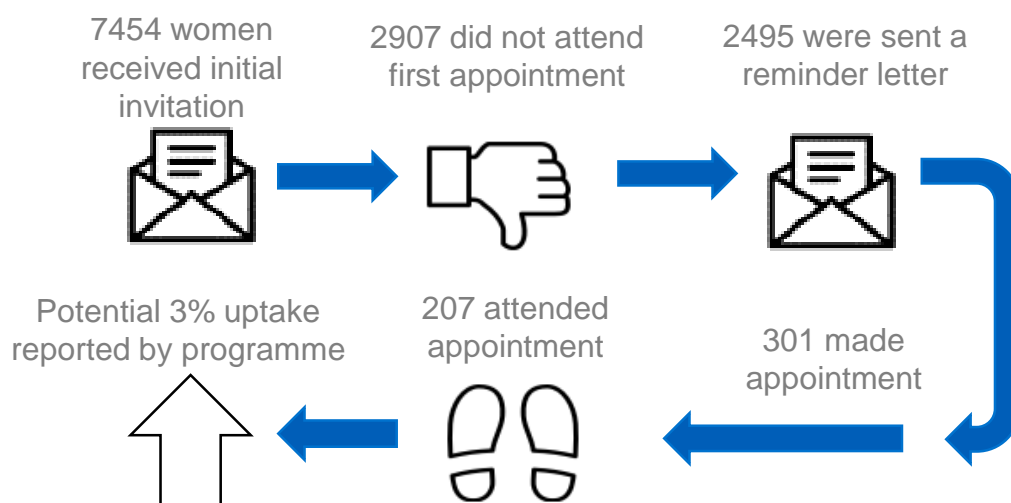 7454 women
received initial
invitation
2907 did not attend
first appointment
2495 were sent a
reminder letter
301 made
appointment
207 attended
appointment
Potential 3% uptake
reported by programme